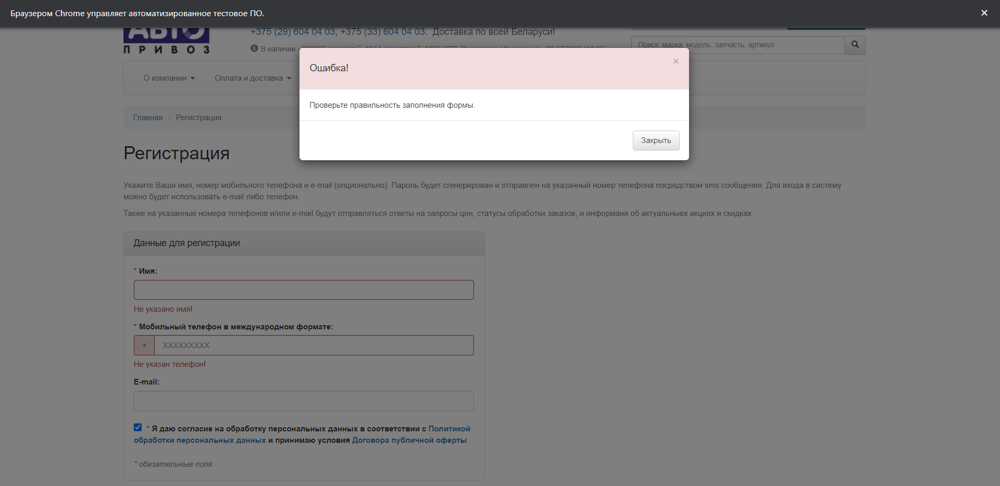 Браузером Chrome управляет автоматизированное тестовое ПО.
АВТО
ПРИВОЗ
+375 (29) 604 04 03, +375 (33) 604 04 03. Доставка по всей Беларуси!
В наличии -
Поиск: марка, модель, запчасть, артикул
Ошибка!
×
О компании
Оплата и доставка
Проверьте правильность заполнения формы.
Главная / Регистрация
Закрыть
Регистрация
Укажите Ваши имя, номер мобильного телефона и e-mail (опционально). Пароль будет сгенерирован и отправлен на указанный номер телефона посредством sms сообщения. Для входа в систему
можно будет использовать e-mail либо телефон.
Также на указанные номера телефонов и/или e-mail будут отправляться ответы на запросы цен, статусы обработки заказов, и информаия об актуальныех акциях и скидках.
Данные для регистрации
* Имя:
Не указано имя!
* Мобильный телефон в международном формате:
+ XXXXXXXXX
Не указан телефон!
E-mail:
* Я даю согласие на обработку персональных данных в соответствии с Политикой
обработки персональных данных и принимаю условия Договора публичной оферты
* обязательные поля